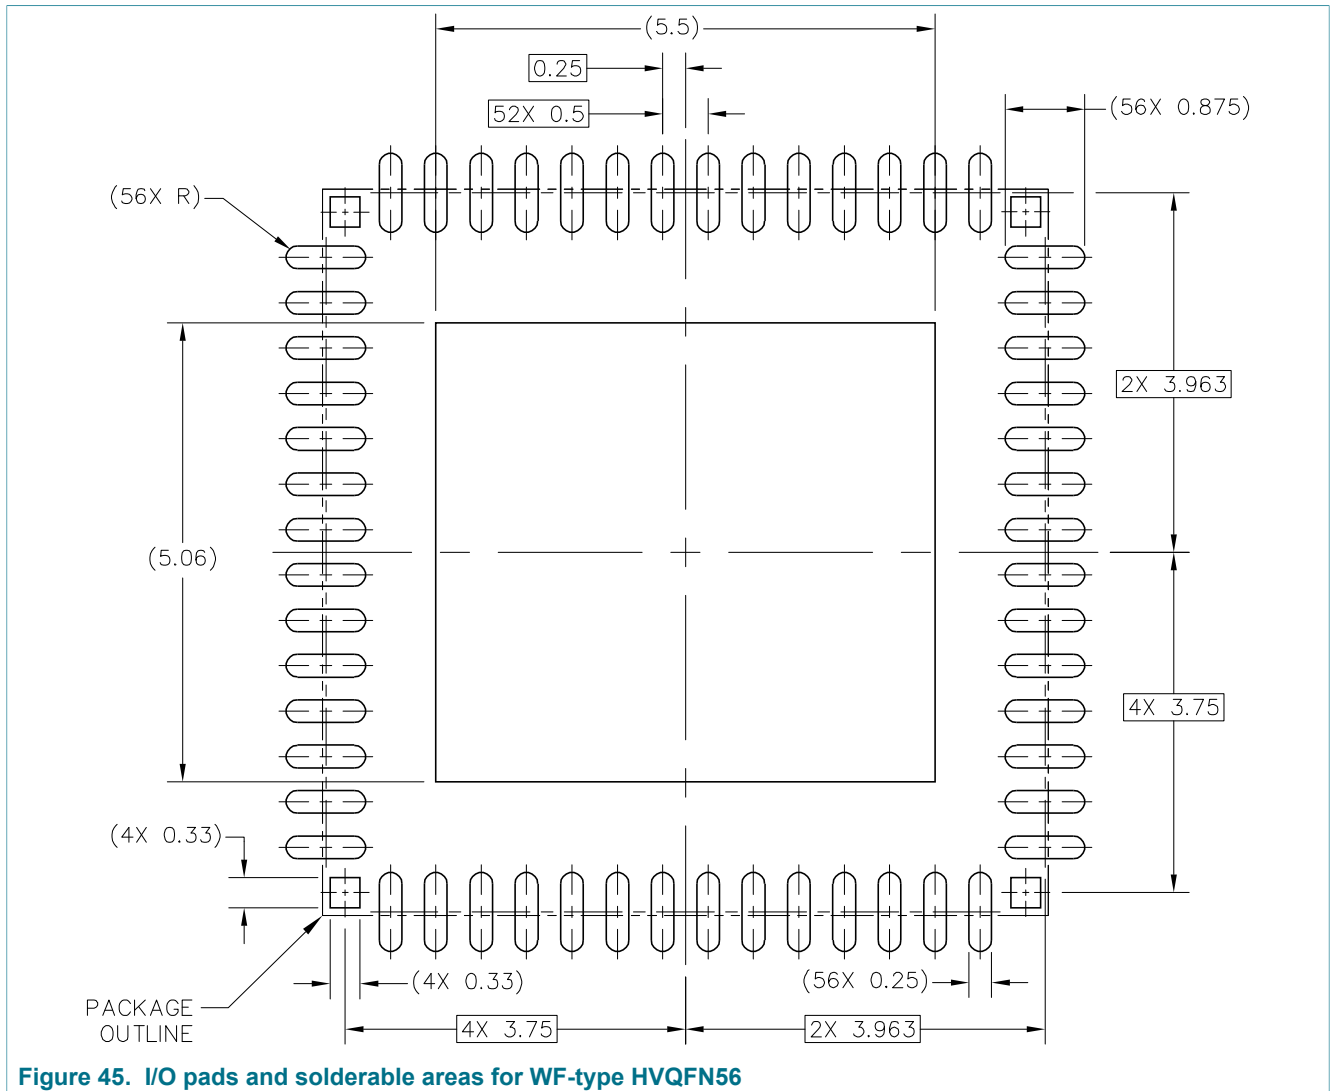 (5.5)
0.25
52X 0.5
(56X 0.875)
(56X R)
2X 3.963
(5.06)
4X 3.75
(4X 0.33)
(4X 0.33)
(56X 0.25)
PACKAGE
OUTLINE
4X 3.75
2X 3.963
Figure 45. I/O pads and solderable areas for WF-type HVQFN56